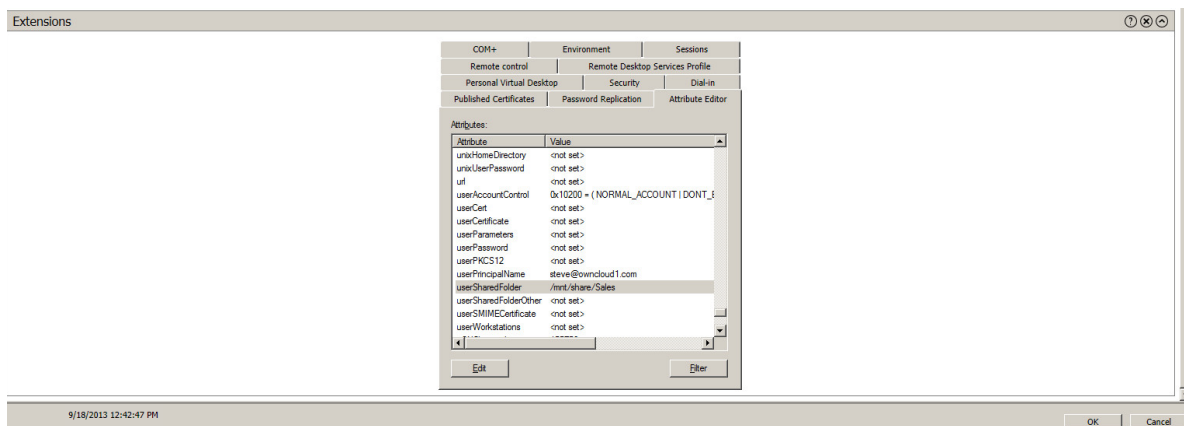 Extensions
COM+ Environment Sessions
Remote control Remote Desktop Services Profile
Personal Virtual Desktop Security Dial-in
Published Certificates Password Replication Attribute Editor
Attributes:
Attribute Value
unixHomeDirectory <not set>
unixUserPassword <not set>
url <not set>
userAccountControl 0x10200 = ( NORMAL_ACCOUNT | DONT_E
userCert <not set>
userCertificate <not set>
userParameters <not set>
userPassword <not set>
userPKCS12 <not set>
userPrincipalName steve@owncloud1.com
userSharedFolder /mnt/share/Sales
userSharedFolderOther <not set>
userSMIMECertificate <not set>
userWorkstations <not set>
Edit Filter
9/18/2013 12:42:47 PM
OK Cancel